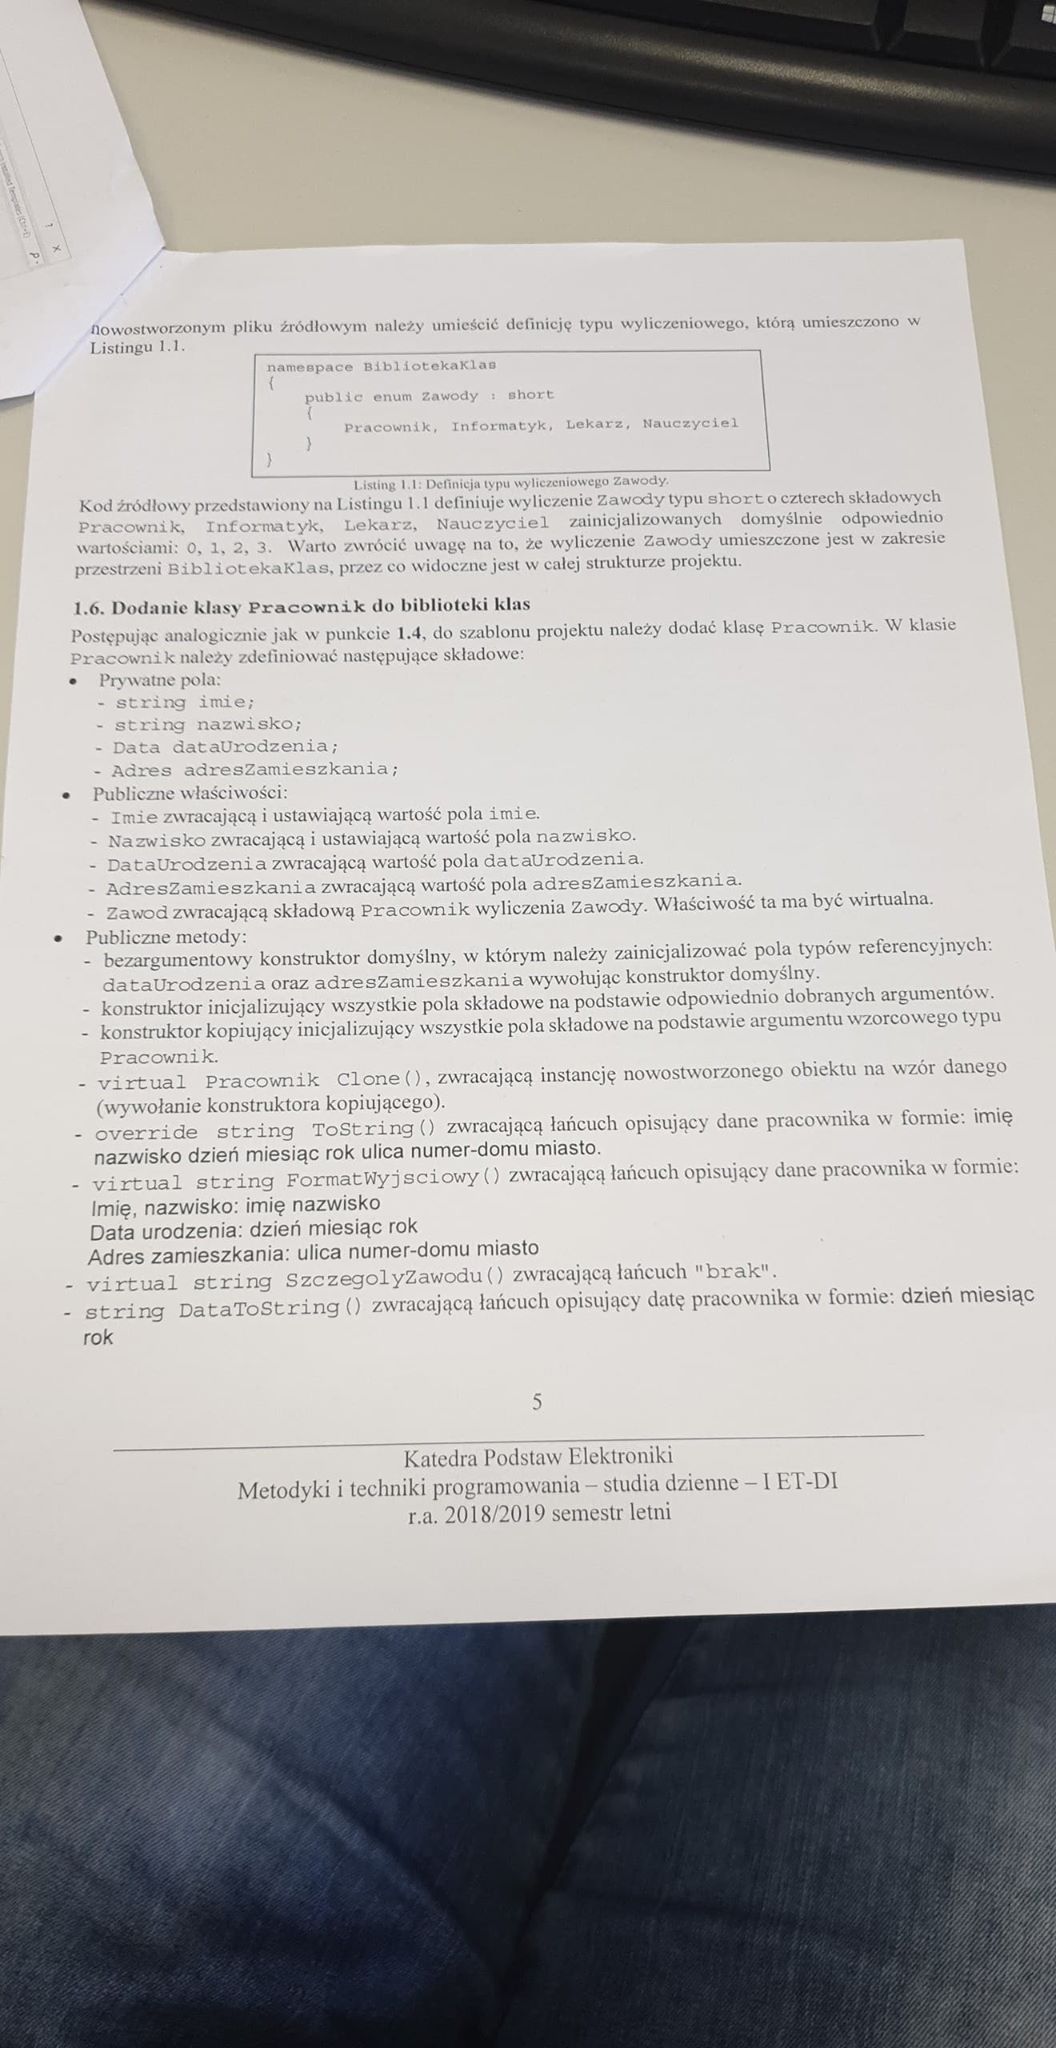 nowostworzonym pliku źródłowym należy umieścić definicję typu wyliczeniowego, którą umieszczono w
Listingu 1.1.
namespace BibliotekaKlas
{
public enum Zawody : short
{
Pracownik, Informatyk, Lekarz, Nauczyciel
}
}
Listing 1.1: Definicja typu wyliczeniowego Zawody.
Kod źródłowy przedstawiony na Listingu 1.1 definiuje wyliczenie Zawody typu short o czterech składowych
Pracownik, Informatyk, Lekarz, Nauczyciel zainicjalizowanych domyślnie odpowiednio
wartościami: 0, 1, 2, 3. Warto zwrócić uwagę na to, że wyliczenie Zawody umieszczone jest w zakresie
przestrzeni BibliotekaKlas, przez co widoczne jest w całej strukturze projektu.
1.6. Dodanie klasy Pracownik do biblioteki klas
Postępując analogicznie jak w punkcie 1.4, do szablonu projektu należy dodać klasę Pracownik. W klasie
Pracownik należy zdefiniować następujące składowe:
• Prywatne pola:
- string imie;
- string nazwisko;
- Data dataUrodzenia;
- Adres adresZamieszkania;
• Publiczne właściwości:
- Imie zwracającą i ustawiającą wartość pola imie.
- Nazwisko zwracającą i ustawiającą wartość pola nazwisko.
- DataUrodzenia zwracającą wartość pola dataUrodzenia.
- AdresZamieszkania zwracającą wartość pola adresZamieszkania.
- Zawod zwracającą składową Pracownik wyliczenia Zawody. Właściwość ta ma być wirtualna.
• Publiczne metody:
- bezargumentowy konstruktor domyślny, w którym należy zainicjalizować pola typów referencyjnych:
dataUrodzenia oraz adresZamieszkania wywołując konstruktor domyślny.
- konstruktor inicjalizujący wszystkie pola składowe na podstawie odpowiednio dobranych argumentów.
- konstruktor kopiujący inicjalizujący wszystkie pola składowe na podstawie argumentu wzorcowego typu
Pracownik.
- virtual Pracownik Clone(), zwracającą instancję nowostworzonego obiektu na wzór danego
(wywołanie konstruktora kopiującego).
- override string ToString() zwracającą łańcuch opisujący dane pracownika w formie: imię
nazwisko dzień miesiąc rok ulica numer-domu miasto.
- virtual string FormatWyjsciowy() zwracającą łańcuch opisujący dane pracownika w formie:
Imię, nazwisko: imię nazwisko
Data urodzenia: dzień miesiąc rok
Adres zamieszkania: ulica numer-domu miasto
- virtual string SzczegolyZawodu() zwracającą łańcuch "brak".
- string DataToString() zwracającą łańcuch opisujący datę pracownika w formie: dzień miesiąc
rok
5
Katedra Podstaw Elektroniki
Metodyki i techniki programowania – studia dzienne – I ET-DI
r.a. 2018/2019 semestr letni